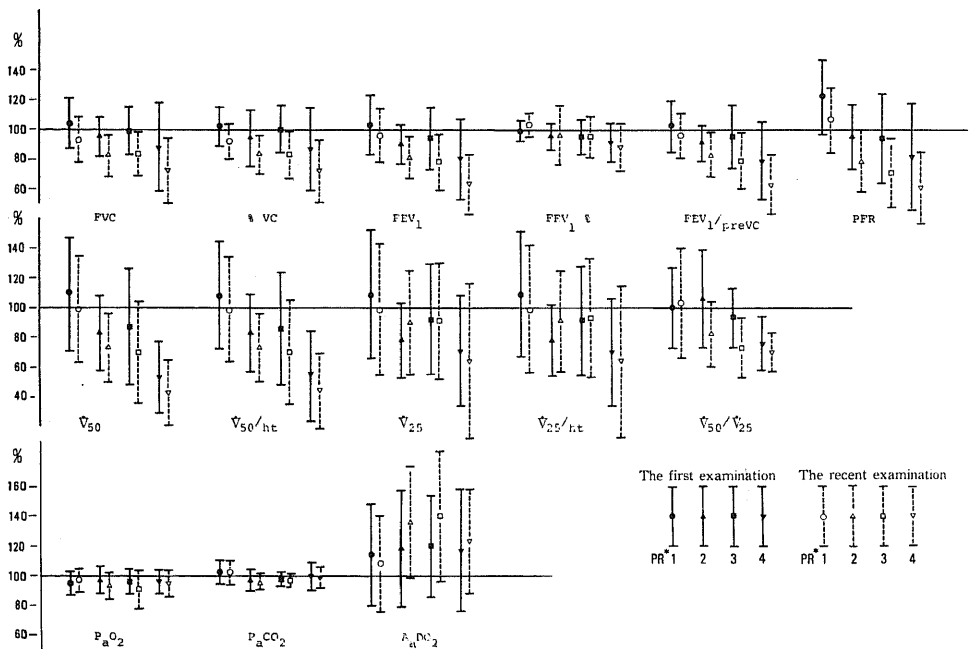 %
140
120
100
80
60
FVC
% VC
FEV1
FEV1 %
FEV1/preVC
PFR
140
120
100
80
60
40
V̇50
V̇50/ht
V̇25
V̇25/ht
V̇50/V̇25
%
160
140
120
100
80
60
PaO2
PaCO2
AaDO2
The first examination
The recent examination
PR* 1 2 3 4
PR* 1 2 3 4